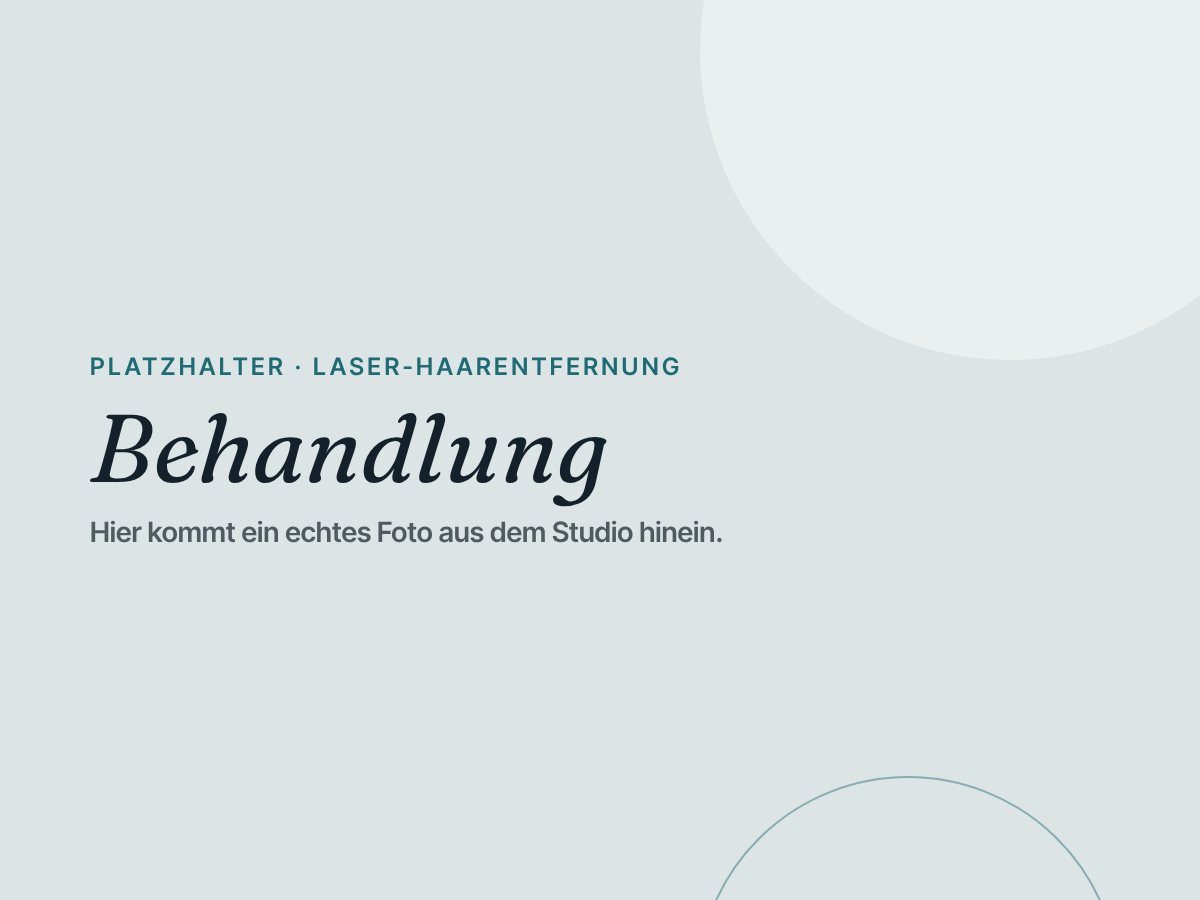 PLATZHALTER · LASER-HAARENTFERNUNG
Behandlung
Hier kommt ein echtes Foto aus dem Studio hinein.